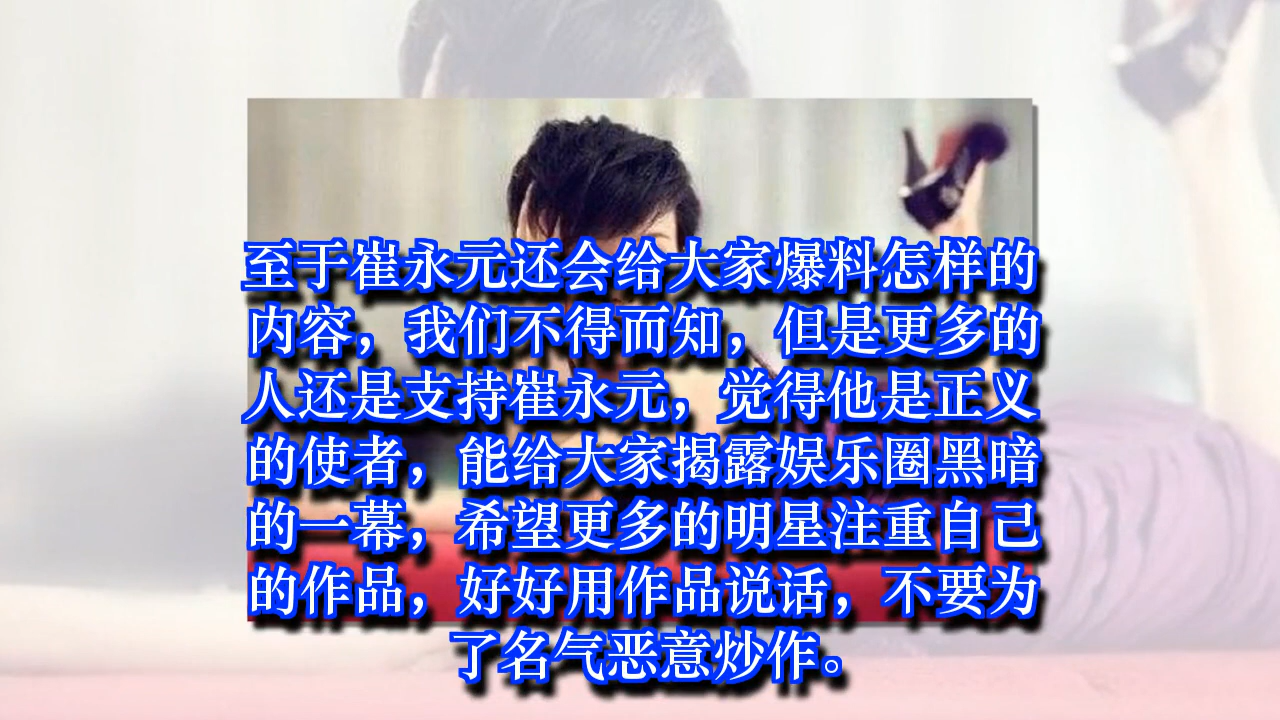 至于崔永元还会给大家爆料怎样的
内容，我们不得而知，但是更多的
人还是支持崔永元，觉得他是正义
的使者，能给大家揭露娱乐圈黑暗
的一幕，希望更多的明星注重自己
的作品，好好用作品说话，不要为
了名气恶意炒作。